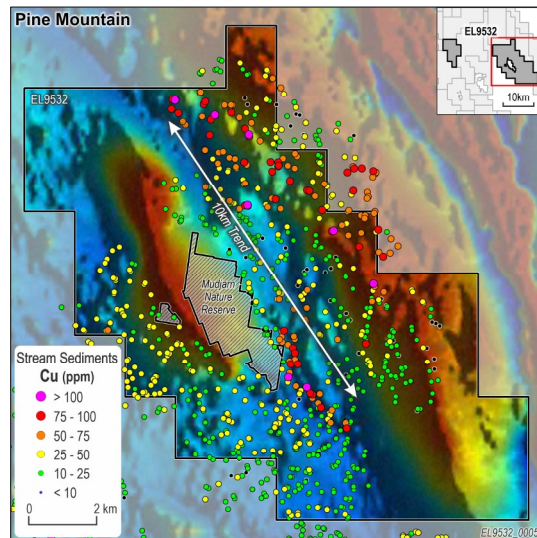 Pine Mountain
EL9532
10km
EL9532
10km Trend
Mudjarn
Nature
Reserve
Stream Sediments
Cu (ppm)
> 100
75 - 100
50 - 75
25 - 50
10 - 25
< 10
0 2 km
EL9532_0005